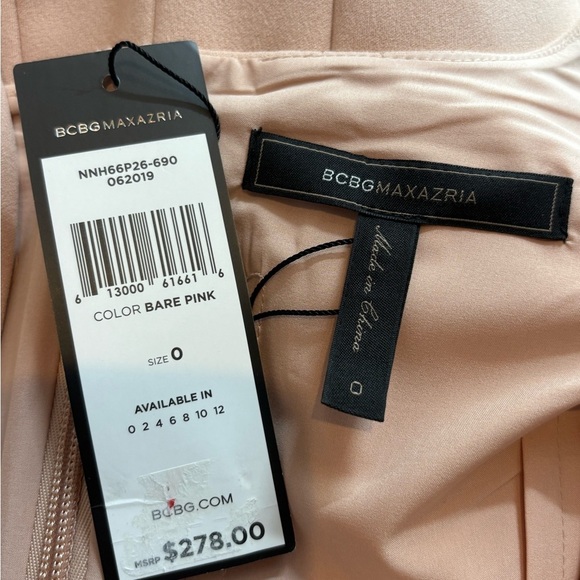 BCBGMAXAZRIA
NNH66P26-690
062019
6 13000 61661 6
COLOR BARE PINK
SIZE 0
AVAILABLE IN
0 2 4 6 8 10 12
BCBG.COM
MSRP $278.00
BCBGMAXAZRIA
Made in China
0